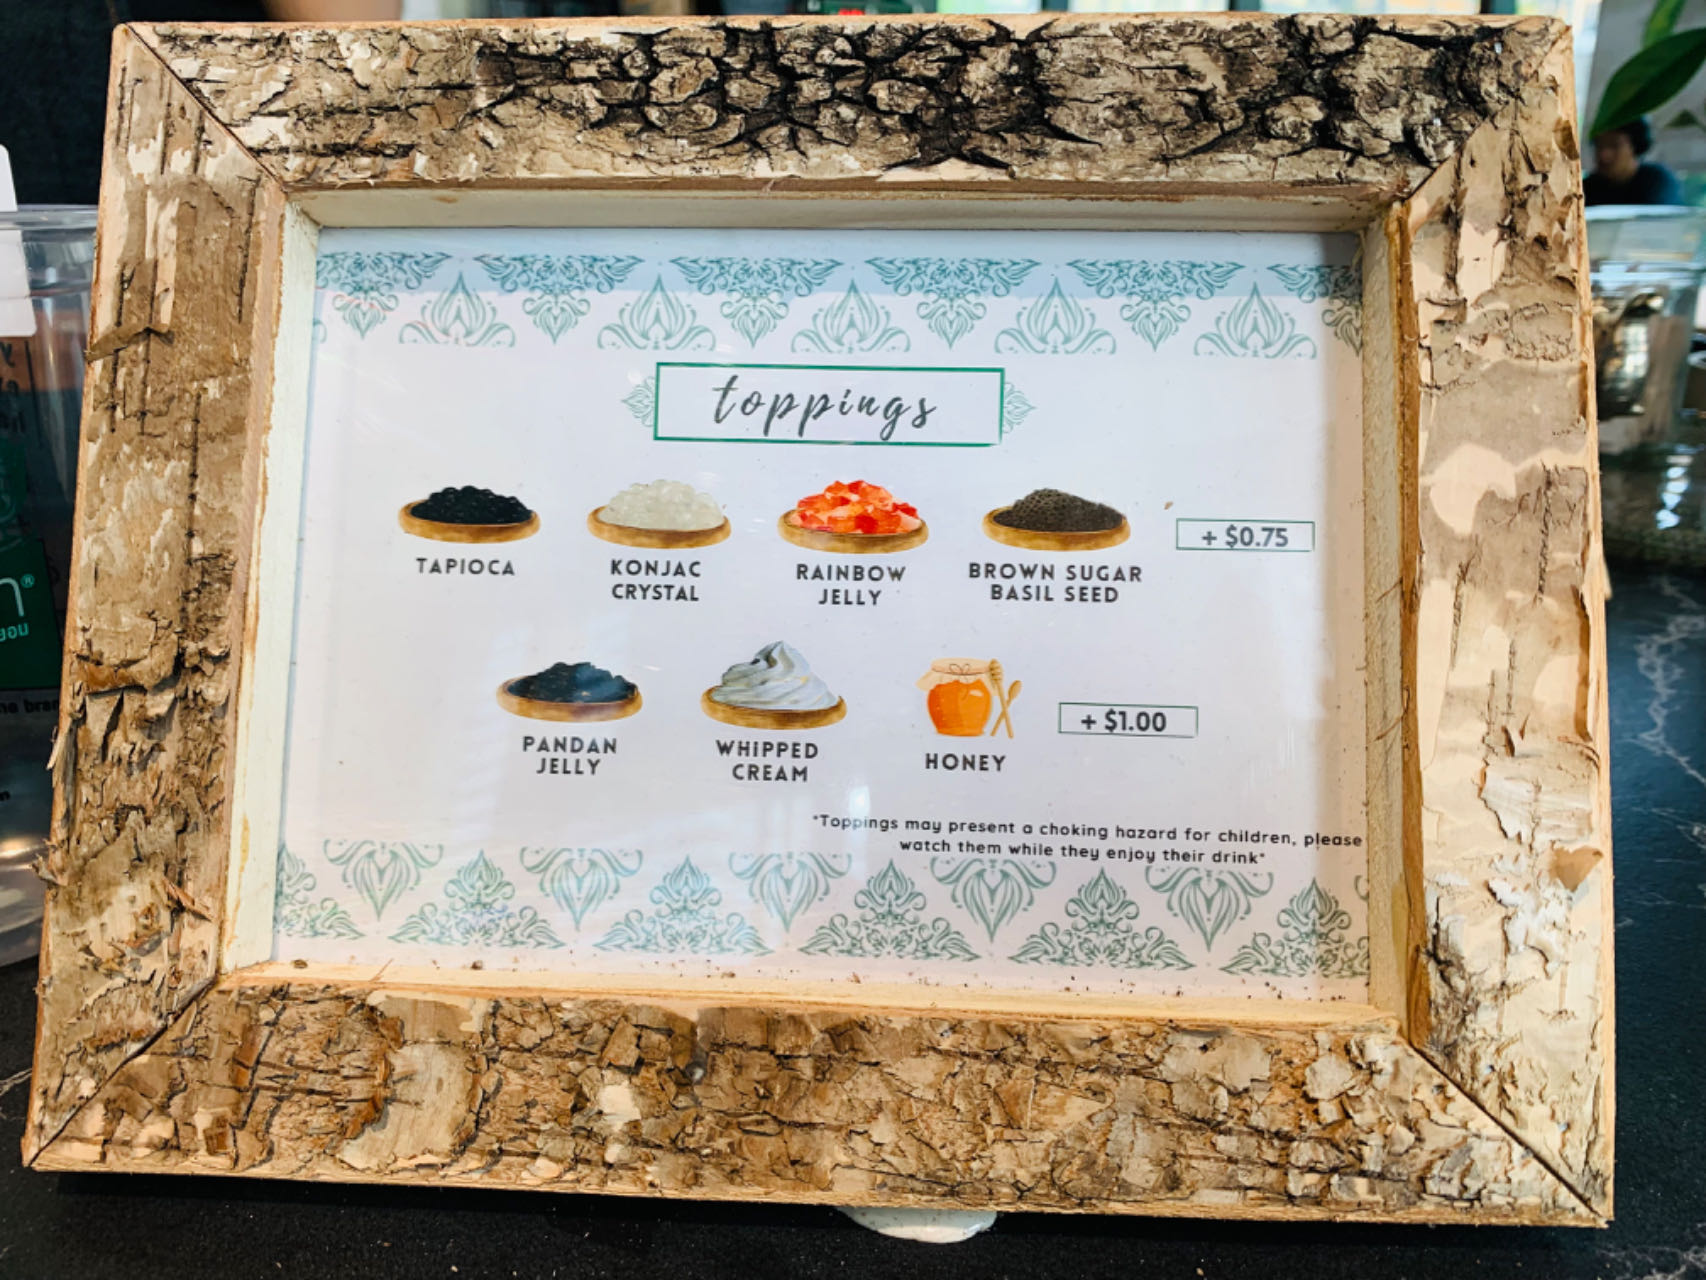 toppings
TAPIOCA
KONJAC
CRYSTAL
RAINBOW
JELLY
BROWN SUGAR
BASIL SEED
+ $0.75
PANDAN
JELLY
WHIPPED
CREAM
HONEY
+ $1.00
*Toppings may present a choking hazard for children, please
watch them while they enjoy their drink*